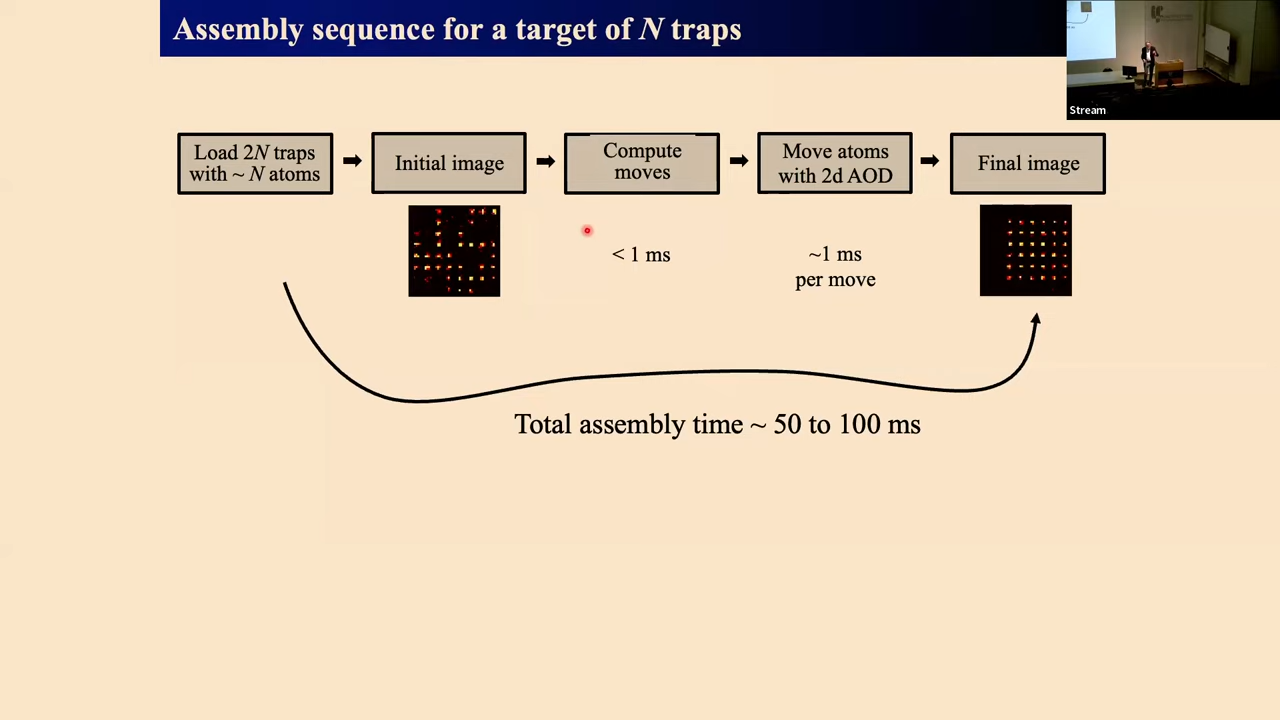 Assembly sequence for a target of N traps
Stream
Load 2N traps
with ~ N atoms
Initial image
Compute
moves
Move atoms
with 2d AOD
Final image
< 1 ms
~1 ms
per move
Total assembly time ~ 50 to 100 ms